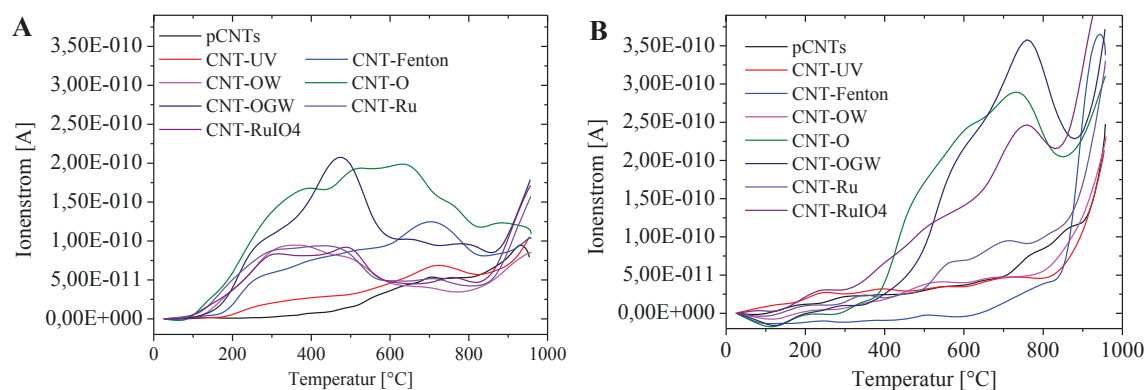 A
3,50E-010
3,00E-010
2,50E-010
2,00E-010
1,50E-010
1,00E-010
5,00E-011
0,00E+000
Ionenstrom [A]
pCNTs
CNT-UV
CNT-Fenton
CNT-OW
CNT-O
CNT-OGW
CNT-Ru
CNT-RuIO4
0
200
400
600
800
1000
Temperatur [°C]
B
3,50E-010
3,00E-010
2,50E-010
2,00E-010
1,50E-010
1,00E-010
5,00E-011
0,00E+000
Ionenstrom [A]
pCNTs
CNT-UV
CNT-Fenton
CNT-OW
CNT-O
CNT-OGW
CNT-Ru
CNT-RuIO4
0
200
400
600
800
1000
Temperatur [°C]